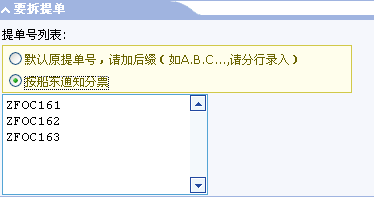 要拆提单
提单号列表:
默认原提单号，请加后缀（如A.B.C...,请分行录入）
按船东通知分票
ZFOC161
ZFOC162
ZFOC163